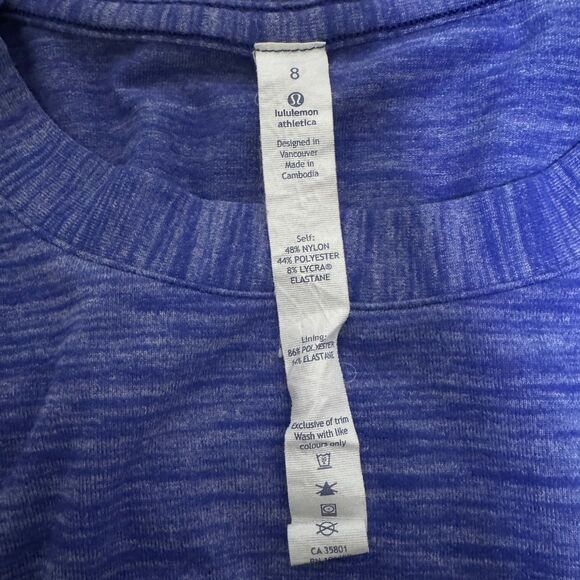 8
lululemon
athletica
Designed in
Vancouver
Made in
Cambodia
Self:
48% NYLON
44% POLYESTER
8% LYCRA®
ELASTANE
Lining:
86% POLYESTER
ELASTANE
Exclusive of trim
Wash with like
colours only
CA 35801